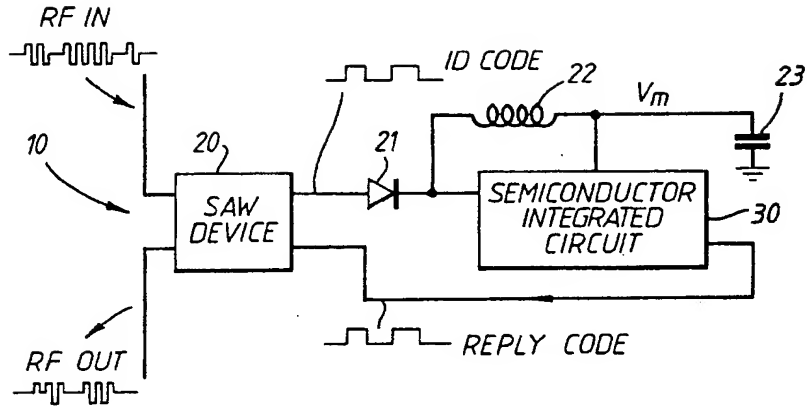 RF IN
ID CODE
22
23
Vm
10
20
21
SAW
DEVICE
SEMICONDUCTOR
INTEGRATED
CIRCUIT
30
RF OUT
REPLY CODE